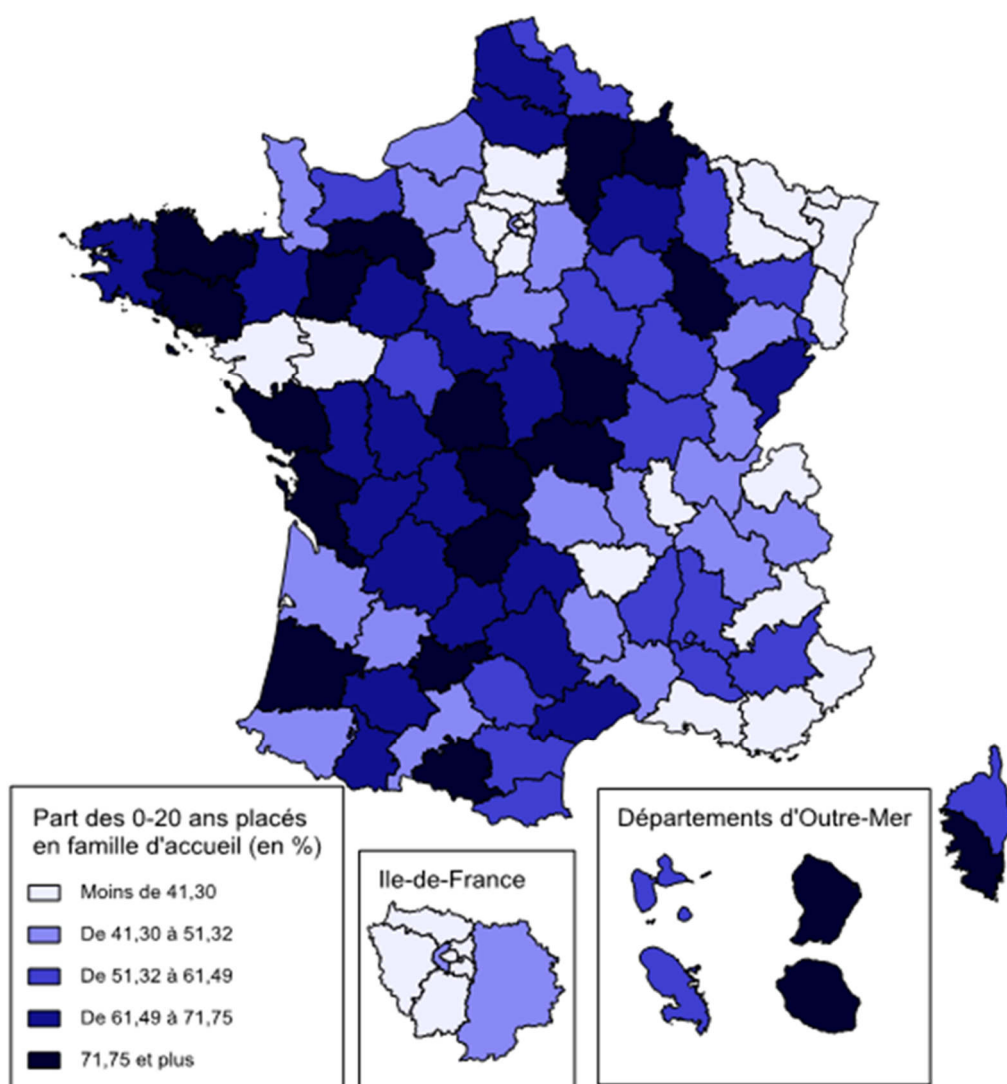 Part des 0-20 ans placés
en famille d'accueil (en %)
Moins de 41,30
De 41,30 à 51,32
De 51,32 à 61,49
De 61,49 à 71,75
71,75 et plus
Ile-de-France
Départements d'Outre-Mer